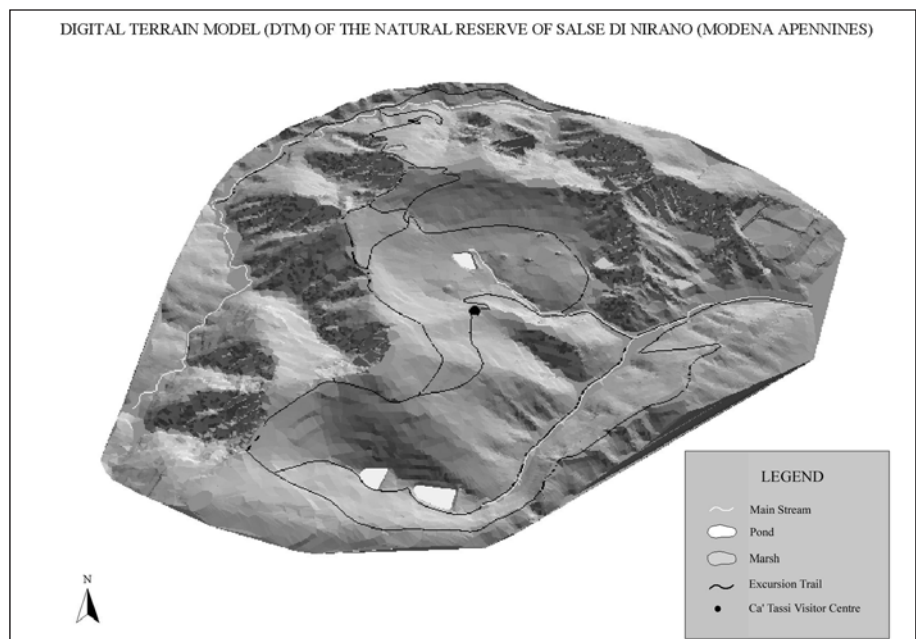 DIGITAL TERRAIN MODEL (DTM) OF THE NATURAL RESERVE OF SALSE DI NIRANO (MODENA APENNINES)
LEGEND
Main Stream
Pond
Marsh
Excursion Trail
Ca' Tassi Visitor Centre
N